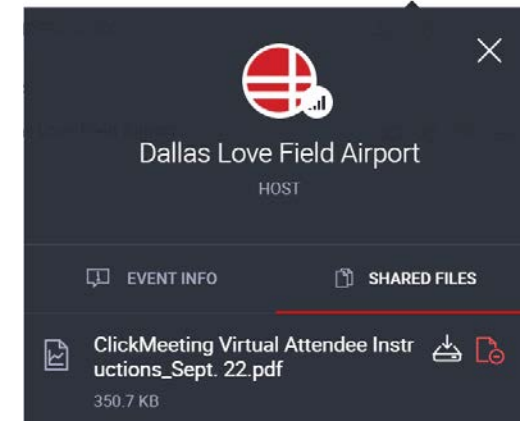 Dallas Love Field Airport
HOST
EVENT INFO
SHARED FILES
ClickMeeting Virtual Attendee Instr
uctions_Sept. 22.pdf
350.7 KB